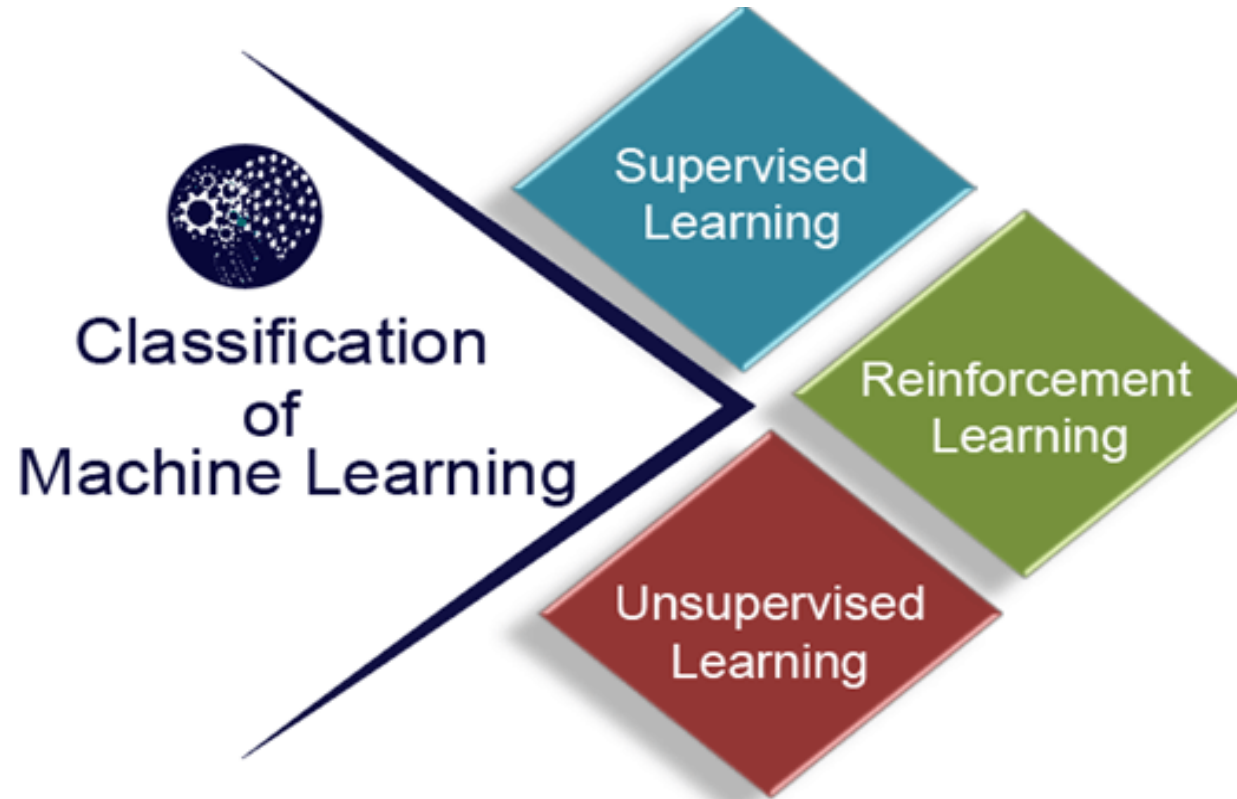 Classification
of
Machine Learning
Supervised
Learning
Reinforcement
Learning
Unsupervised
Learning